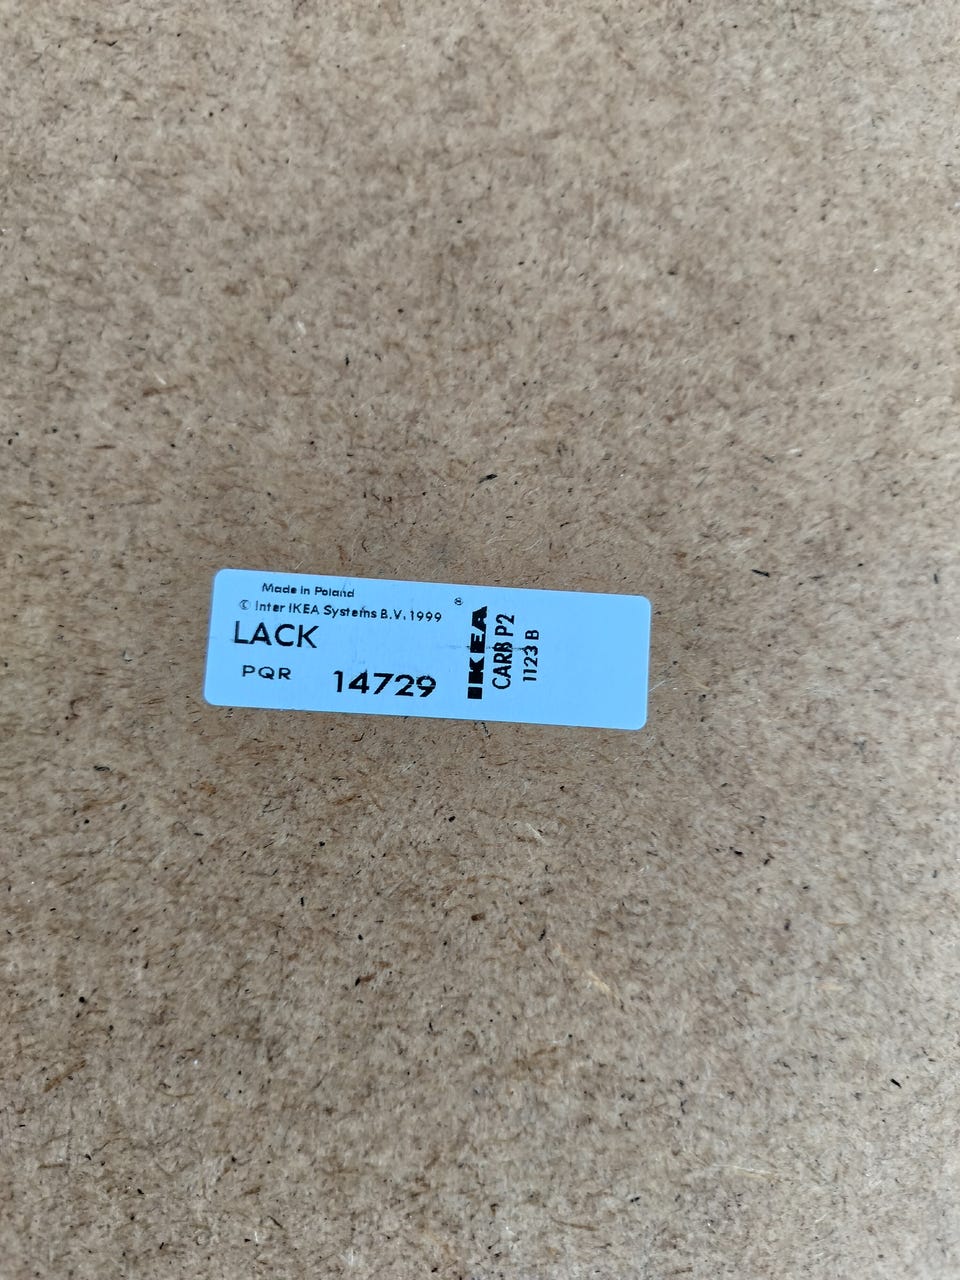 Made in Poland
© Inter IKEA Systems B.V. 1999
LACK
PQR 14729
®
IKEA
CARB P2
1123 B